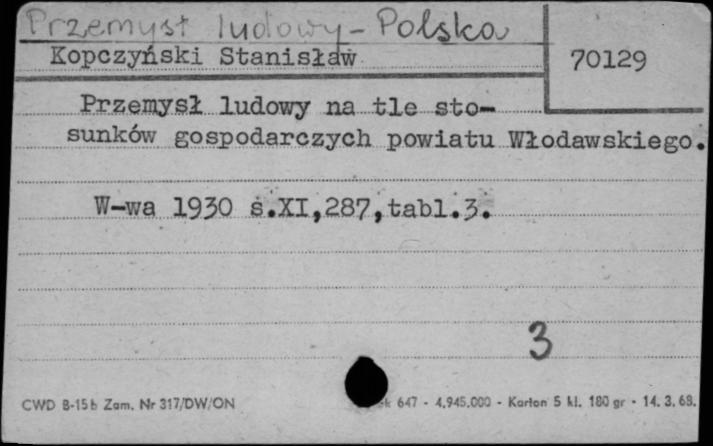 Przemysł ludowy - Polska
Kopczyński Stanisław
70129
Przemysł ludowy na tle sto-
sunków gospodarczych powiatu Włodawskiego.
W-wa 1930 s.XI,287,tabl.3.
3
CWD B-15b Zam. Nr 317/DW/ON
647 - 4.945.000 - Karton 5 kl. 180 gr - 14. 3. 68.